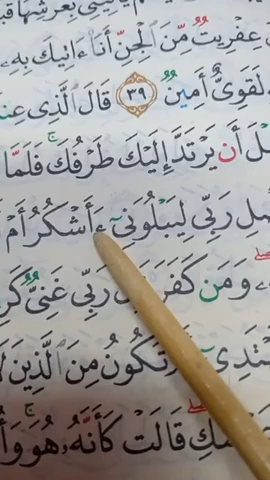 عِفْرِيتٌ مِّنَ ٱلْجِنِّ أَنَا۠ ءَاتِيكَ بِهِۦ
لَقَوِىٌّ أَمِينٌ ٣٩ قَالَ ٱلَّذِى
أَن يَرْتَدَّ إِلَيْكَ طَرْفُكَ فَلَمَّا
رَبِّى لِيَبْلُوَنِىٓ ءَأَشْكُرُ أَمْ
وَمَن كَفَرَ رَبِّى غَنِىٌّ
تَكُونُ مِنَ ٱلَّذِينَ
قَالَتْ كَأَنَّهُۥ هُوَ